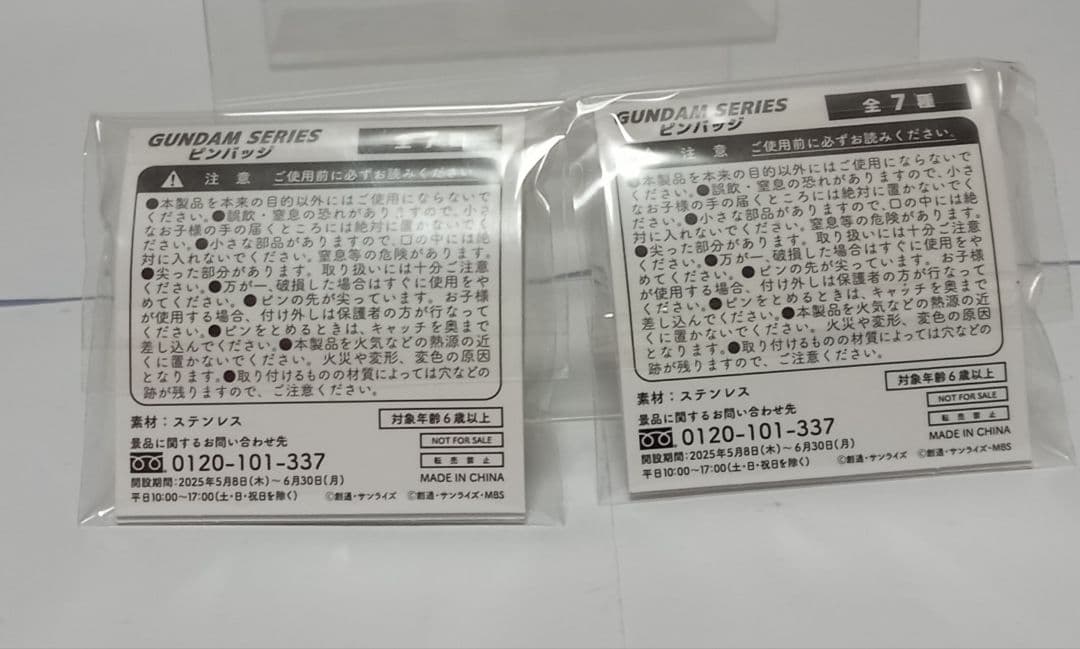 GUNDAM SERIES
ピンバッジ
全7種
注意 ご使用前に必ずお読みください
●本製品を本来の目的以外にはご使用にならないで
ください。●誤飲・窒息の恐れがありますので、小さ
なお子様の手の届くところには絶対に置かないでく
ださい。●小さな部品がありますので、口の中には絶
対に入れないでください。窒息等の危険があります。
●尖った部分があります。取り扱いには十分ご注意
ください。●万が一、破損した場合はすぐに使用をや
めてください。●ピンの先が尖っています。お子様
が使用する場合、付け外しは保護者の方が行なって
ください。●ピンをとめるときは、キャッチを奥まで
差し込んでください。●本製品を火気などの熱源の近
くに置かないでください。火災や変形、変色の原因
となります。●取り付けるものの材質によっては穴などの
跡が残りますので、ご注意ください。
素材：ステンレス
対象年齢6歳以上
景品に関するお問い合わせ先
NOT FOR SALE
0120-101-337
転売禁止
開設期間：2025年5月8日(木)〜6月30日(月)
MADE IN CHINA
平日10:00〜17:00(土・日・祝日を除く)
©創通・サンライズ ©創通・サンライズ・MBS
GUNDAM SERIES
ピンバッジ
全7種
注意 ご使用前に必ずお読みください。
●本製品を本来の目的以外にはご使用にならないで
ください。●誤飲・窒息の恐れがありますので、小さ
なお子様の手の届くところには絶対に置かないでく
ださい。●小さな部品がありますので、口の中には絶
対に入れないでください。窒息等の危険があります。
●尖った部分があります。取り扱いには十分ご注意
ください。●万が一、破損した場合はすぐに使用をや
めてください。●ピンの先が尖っています。お子様
が使用する場合、付け外しは保護者の方が行なって
ください。●ピンをとめるときは、キャッチを奥まで
差し込んでください。●本製品を火気などの熱源の近
くに置かないでください。火災や変形、変色の原因
となります。●取り付けるものの材質によっては穴などの
跡が残りますので、ご注意ください。
素材：ステンレス
対象年齢6歳以上
景品に関するお問い合わせ先
NOT FOR SALE
0120-101-337
転売禁止
開設期間：2025年5月8日(木)〜6月30日(月)
MADE IN CHINA
平日10:00〜17:00(土・日・祝日を除く)
©創通・サンライズ ©創通・サンライズ・MBS